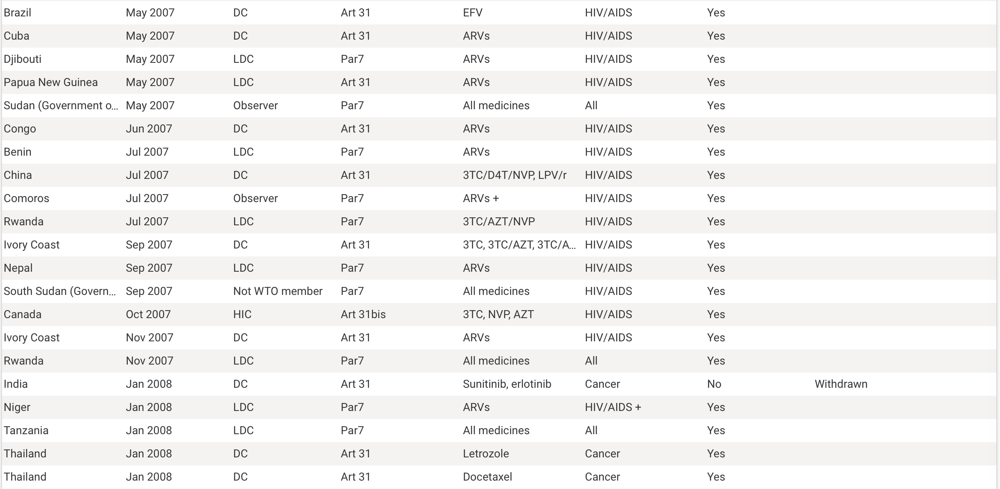 Brazil May 2007 DC Art 31 EFV HIV/AIDS Yes
Cuba May 2007 DC Art 31 ARVs HIV/AIDS Yes
Djibouti May 2007 LDC Par7 ARVs HIV/AIDS Yes
Papua New Guinea May 2007 LDC Art 31 ARVs HIV/AIDS Yes
Sudan (Government o... May 2007 Observer Par7 All medicines All Yes
Congo Jun 2007 DC Art 31 ARVs HIV/AIDS Yes
Benin Jul 2007 LDC Par7 ARVs HIV/AIDS Yes
China Jul 2007 DC Art 31 3TC/D4T/NVP, LPV/r HIV/AIDS Yes
Comoros Jul 2007 Observer Par7 ARVs + HIV/AIDS Yes
Rwanda Jul 2007 LDC Par7 3TC/AZT/NVP HIV/AIDS Yes
Ivory Coast Sep 2007 DC Art 31 3TC, 3TC/AZT, 3TC/A... HIV/AIDS Yes
Nepal Sep 2007 LDC Par7 ARVs HIV/AIDS Yes
South Sudan (Govern... Sep 2007 Not WTO member Par7 All medicines HIV/AIDS Yes
Canada Oct 2007 HIC Art 31bis 3TC, NVP, AZT HIV/AIDS Yes
Ivory Coast Nov 2007 DC Art 31 ARVs HIV/AIDS Yes
Rwanda Nov 2007 LDC Par7 All medicines All Yes
India Jan 2008 DC Art 31 Sunitinib, erlotinib Cancer No Withdrawn
Niger Jan 2008 LDC Par7 ARVs HIV/AIDS + Yes
Tanzania Jan 2008 LDC Par7 All medicines All Yes
Thailand Jan 2008 DC Art 31 Letrozole Cancer Yes
Thailand Jan 2008 DC Art 31 Docetaxel Cancer Yes